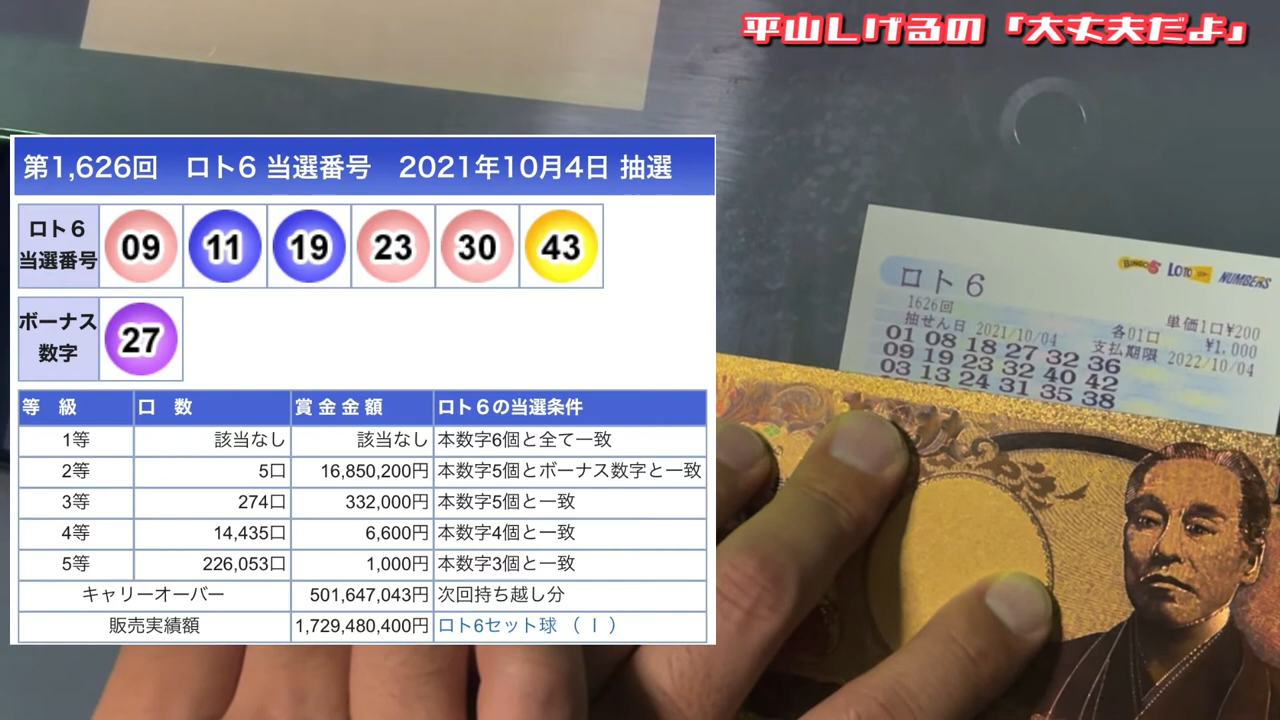 平山しげるの「大丈夫だよ」
第1,626回 ロト6 当選番号 2021年10月4日 抽選
ロト6 当選番号 09 11 19 23 30 43
ボーナス数字 27
等 級 口 数 賞 金 金 額 ロト6の当選条件
1等 該当なし 該当なし 本数字6個と全て一致
2等 5口 16,850,200円 本数字5個とボーナス数字と一致
3等 274口 332,000円 本数字5個と一致
4等 14,435口 6,600円 本数字4個と一致
5等 226,053口 1,000円 本数字3個と一致
キャリーオーバー 501,647,043円 次回持ち越し分
販売実績額 1,729,480,400円 ロト6セット球 ( I )
BINGO5 LOTO NUMBERS
ロト6
1626回 単価1口¥200
抽せん日 2021/10/04 各01口 ¥1,000
支払期限 2022/10/04
01 08 18 27 32 36
09 19 23 32 40 42
03 13 24 31 35 38